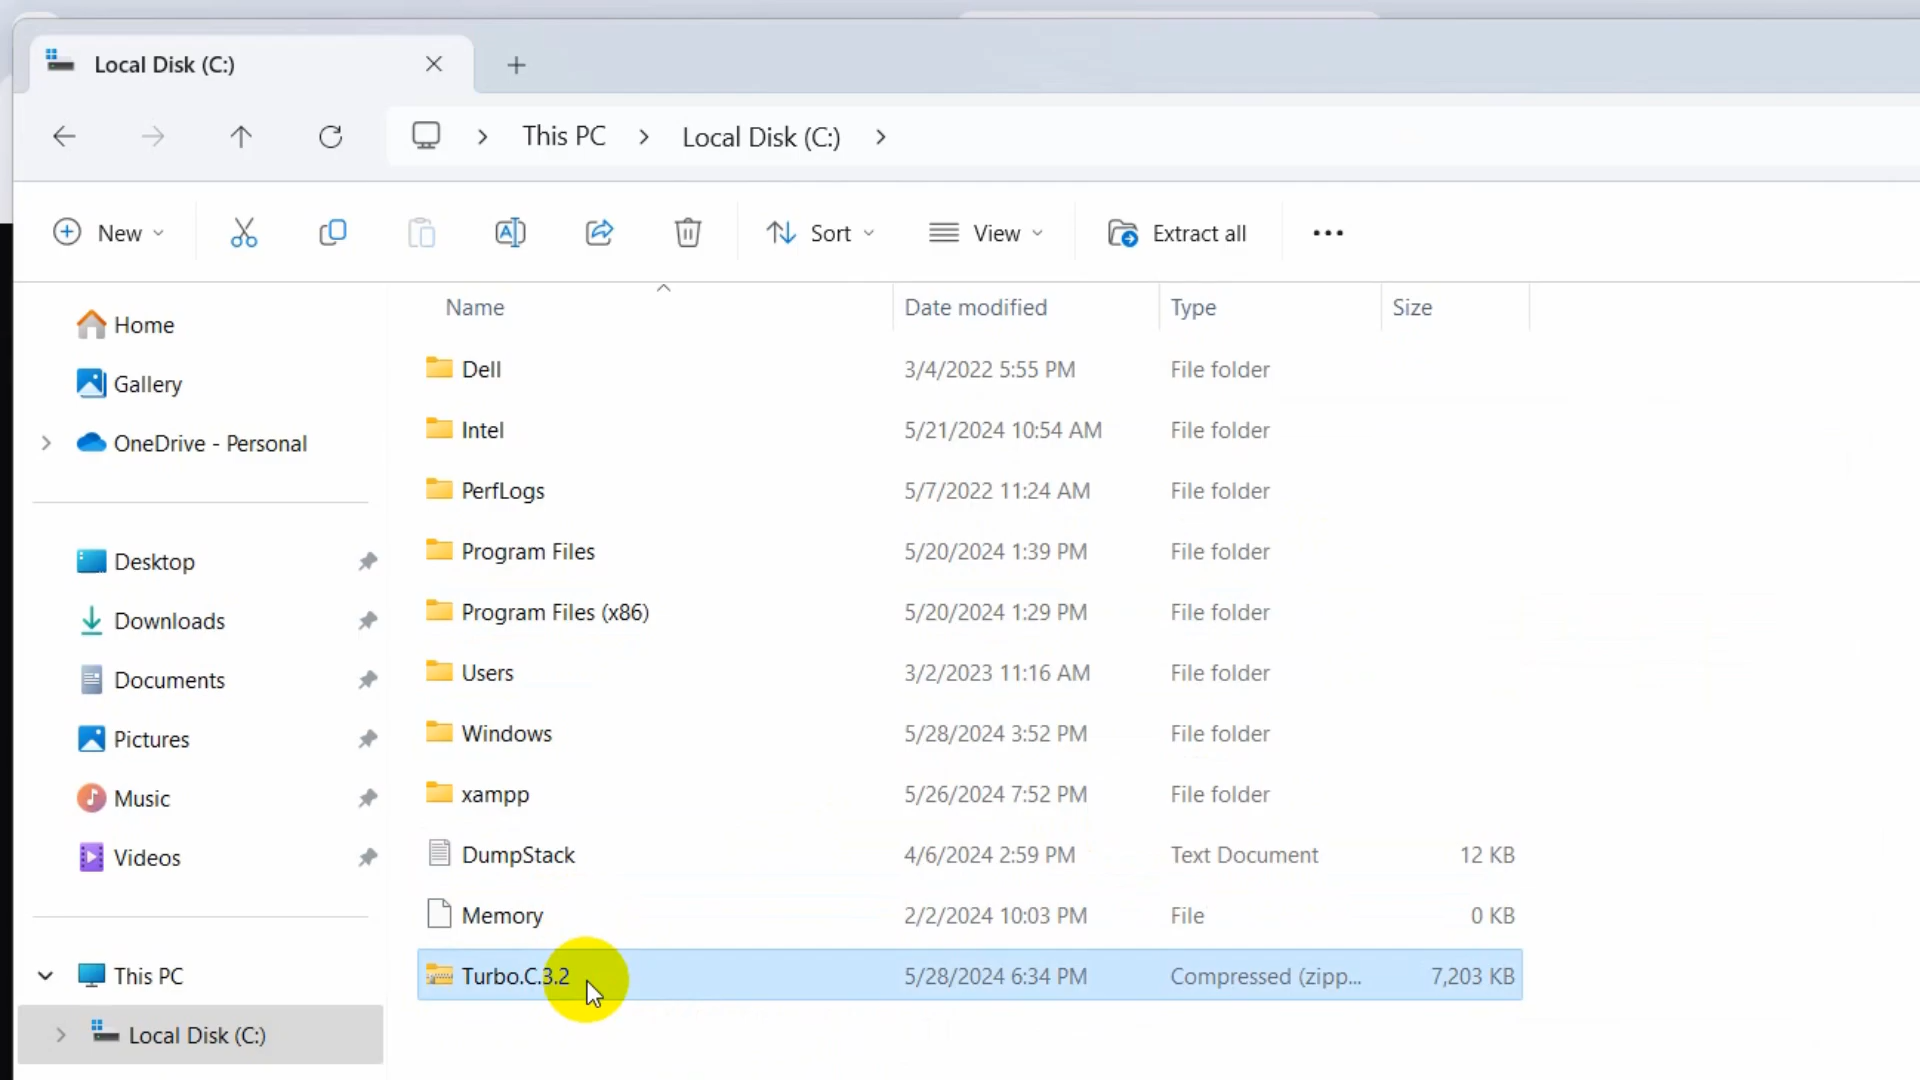 Local Disk (C:)
This PC Local Disk (C:)
New Sort View Extract all
Home
Gallery
OneDrive - Personal
Desktop
Downloads
Documents
Pictures
Music
Videos
This PC
Local Disk (C:)
Name Date modified Type Size
Dell 3/4/2022 5:55 PM File folder
Intel 5/21/2024 10:54 AM File folder
PerfLogs 5/7/2022 11:24 AM File folder
Program Files 5/20/2024 1:39 PM File folder
Program Files (x86) 5/20/2024 1:29 PM File folder
Users 3/2/2023 11:16 AM File folder
Windows 5/28/2024 3:52 PM File folder
xampp 5/26/2024 7:52 PM File folder
DumpStack 4/6/2024 2:59 PM Text Document 12 KB
Memory 2/2/2024 10:03 PM File 0 KB
Turbo.C.3.2 5/28/2024 6:34 PM Compressed (zipp... 7,203 KB